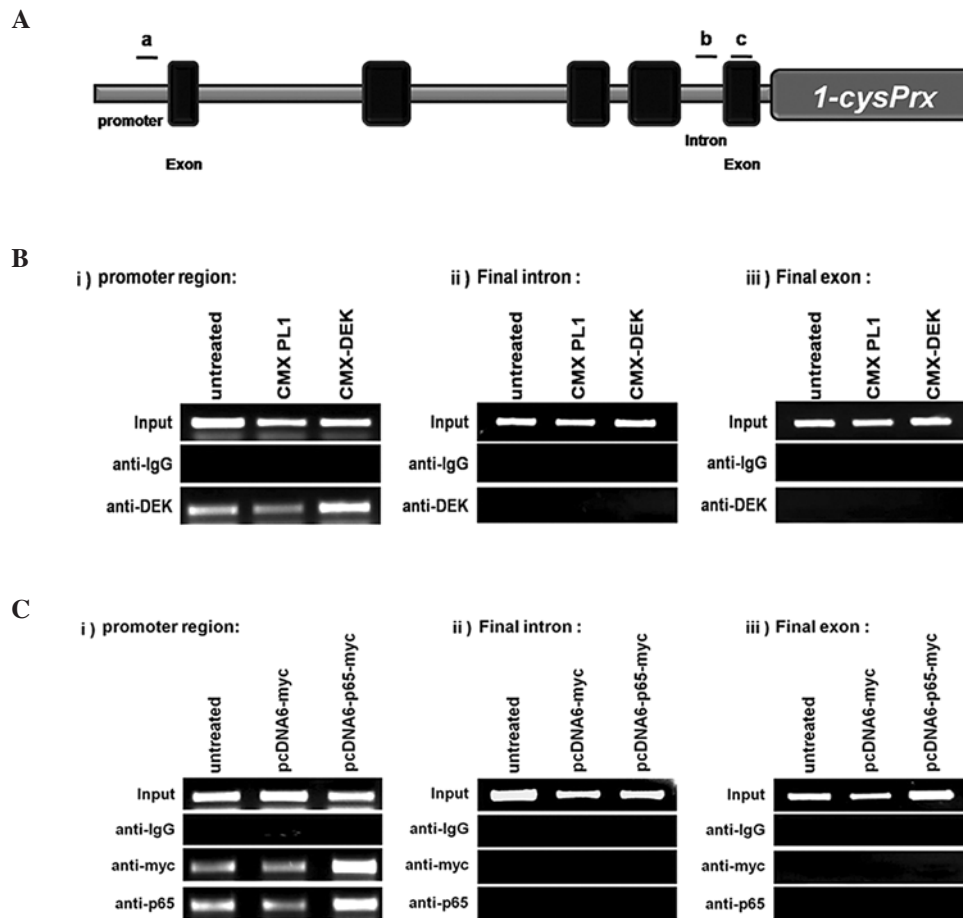 A
a
b
c
promoter
Exon
Intron
Exon
1-cysPrx
B
i ) promoter region:
untreated
CMX PL1
CMX-DEK
Input
anti-IgG
anti-DEK
ii ) Final intron :
untreated
CMX PL1
CMX-DEK
Input
anti-IgG
anti-DEK
iii ) Final exon :
untreated
CMX PL1
CMX-DEK
Input
anti-IgG
anti-DEK
C
i ) promoter region:
untreated
pcDNA6-myc
pcDNA6-p65-myc
Input
anti-IgG
anti-myc
anti-p65
ii ) Final intron :
untreated
pcDNA6-myc
pcDNA6-p65-myc
Input
anti-IgG
anti-myc
anti-p65
iii ) Final exon :
untreated
pcDNA6-myc
pcDNA6-p65-myc
Input
anti-IgG
anti-myc
anti-p65